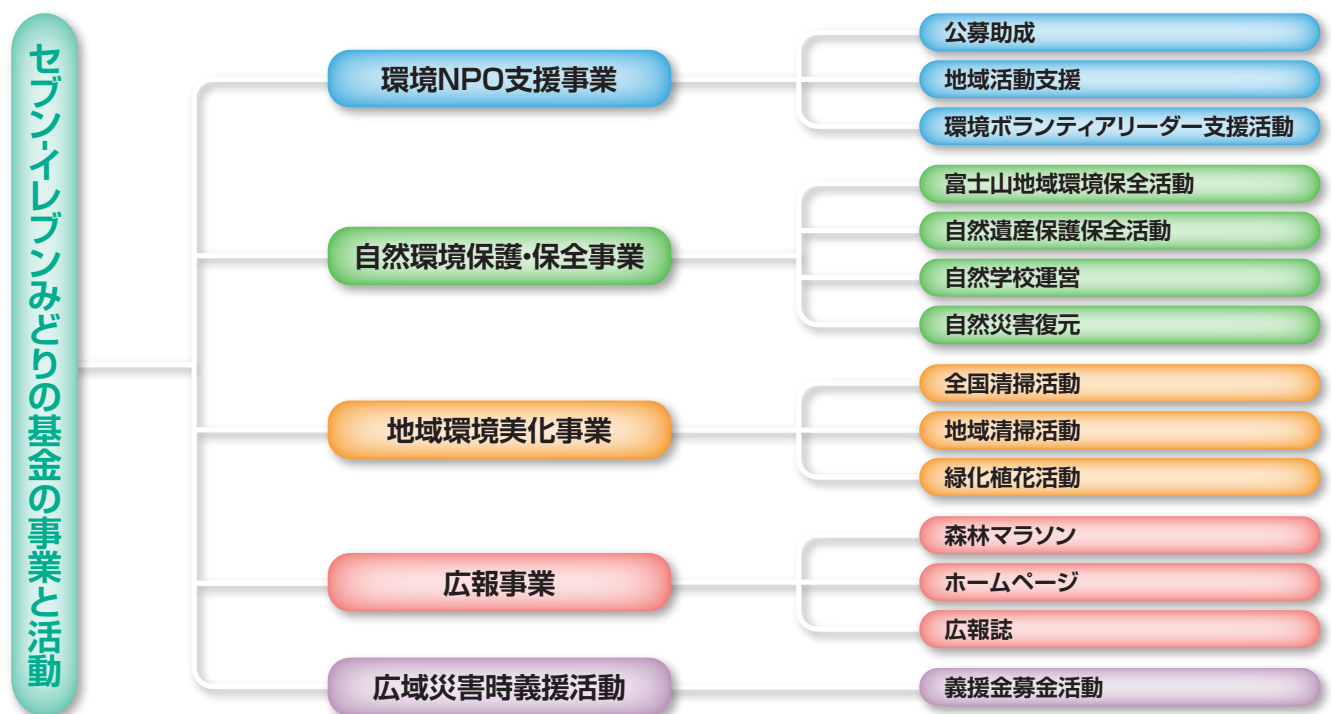 セブン-イレブンみどりの基金の事業と活動
環境NPO支援事業
公募助成
地域活動支援
環境ボランティアリーダー支援活動
自然環境保護・保全事業
富士山地域環境保全活動
自然遺産保護保全活動
自然学校運営
自然災害復元
地域環境美化事業
全国清掃活動
地域清掃活動
緑化植花活動
広報事業
森林マラソン
ホームページ
広報誌
広域災害時義援活動
義援金募金活動